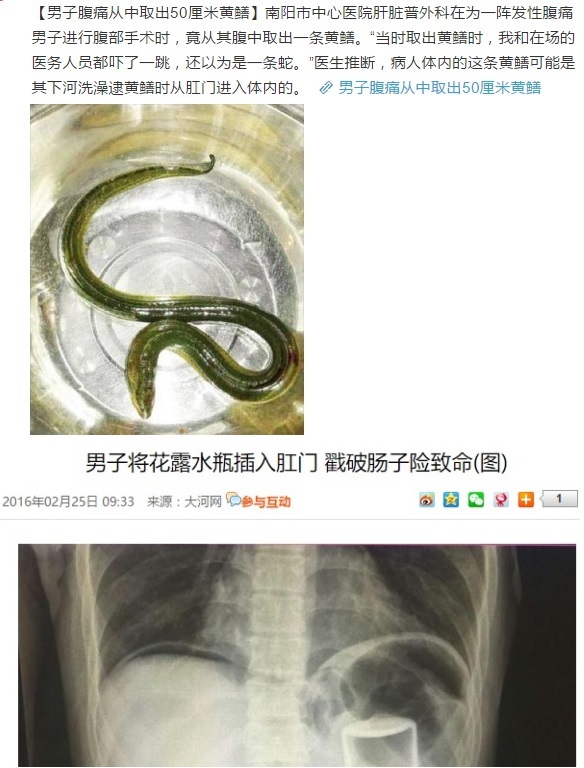 【男子腹痛从中取出50厘米黄鳝】南阳市中心医院肝脏普外科在为一阵发性腹痛
男子进行腹部手术时，竟从其腹中取出一条黄鳝。“当时取出黄鳝时，我和在场的
医务人员都吓了一跳，还以为是一条蛇。”医生推断，病人体内的这条黄鳝可能是
其下河洗澡逮黄鳝时从肛门进入体内的。 男子腹痛从中取出50厘米黄鳝
男子将花露水瓶插入肛门 戳破肠子险致命(图)
2016年02月25日 09:33 来源：大河网 参与互动 1